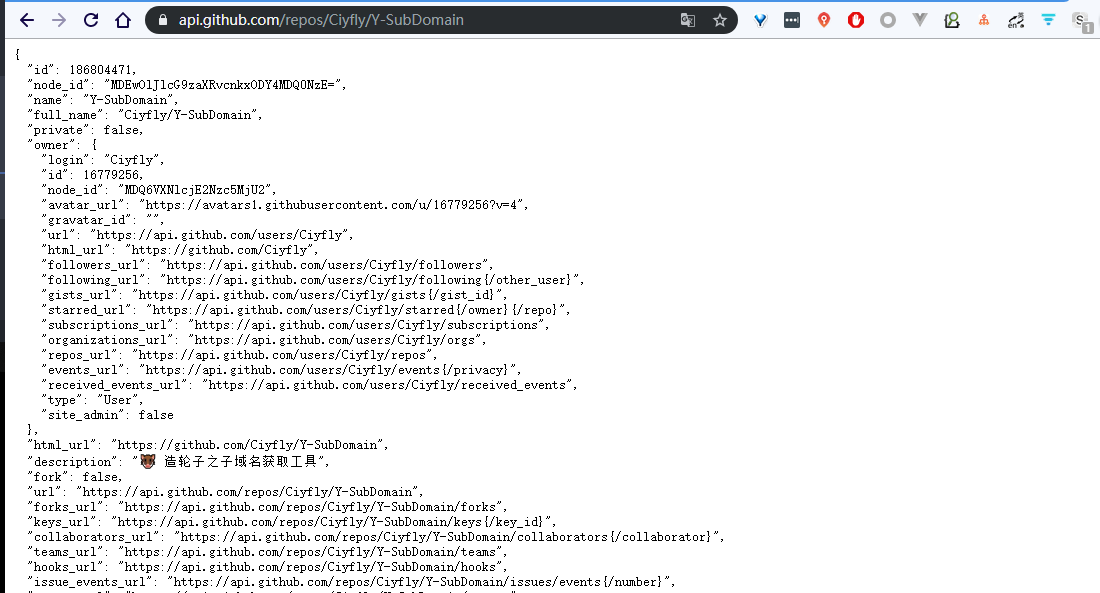 api.github.com/repos/Ciyfly/Y-SubDomain
{
"id": 186804471,
"node_id": "MDEwOlJlcG9zaXRvcnkxODY4MDQ0NzE=",
"name": "Y-SubDomain",
"full_name": "Ciyfly/Y-SubDomain",
"private": false,
"owner": {
"login": "Ciyfly",
"id": 16779256,
"node_id": "MDQ6VXNlcjE2Nzc5MjU2",
"avatar_url": "https://avatars1.githubusercontent.com/u/16779256?v=4",
"gravatar_id": "",
"url": "https://api.github.com/users/Ciyfly",
"html_url": "https://github.com/Ciyfly",
"followers_url": "https://api.github.com/users/Ciyfly/followers",
"following_url": "https://api.github.com/users/Ciyfly/following{/other_user}",
"gists_url": "https://api.github.com/users/Ciyfly/gists{/gist_id}",
"starred_url": "https://api.github.com/users/Ciyfly/starred{/owner}{/repo}",
"subscriptions_url": "https://api.github.com/users/Ciyfly/subscriptions",
"organizations_url": "https://api.github.com/users/Ciyfly/orgs",
"repos_url": "https://api.github.com/users/Ciyfly/repos",
"events_url": "https://api.github.com/users/Ciyfly/events{/privacy}",
"received_events_url": "https://api.github.com/users/Ciyfly/received_events",
"type": "User",
"site_admin": false
},
"html_url": "https://github.com/Ciyfly/Y-SubDomain",
"description": "🐯 造轮子之子域名获取工具",
"fork": false,
"url": "https://api.github.com/repos/Ciyfly/Y-SubDomain",
"forks_url": "https://api.github.com/repos/Ciyfly/Y-SubDomain/forks",
"keys_url": "https://api.github.com/repos/Ciyfly/Y-SubDomain/keys{/key_id}",
"collaborators_url": "https://api.github.com/repos/Ciyfly/Y-SubDomain/collaborators{/collaborator}",
"teams_url": "https://api.github.com/repos/Ciyfly/Y-SubDomain/teams",
"hooks_url": "https://api.github.com/repos/Ciyfly/Y-SubDomain/hooks",
"issue_events_url": "https://api.github.com/repos/Ciyfly/Y-SubDomain/issues/events{/number}",